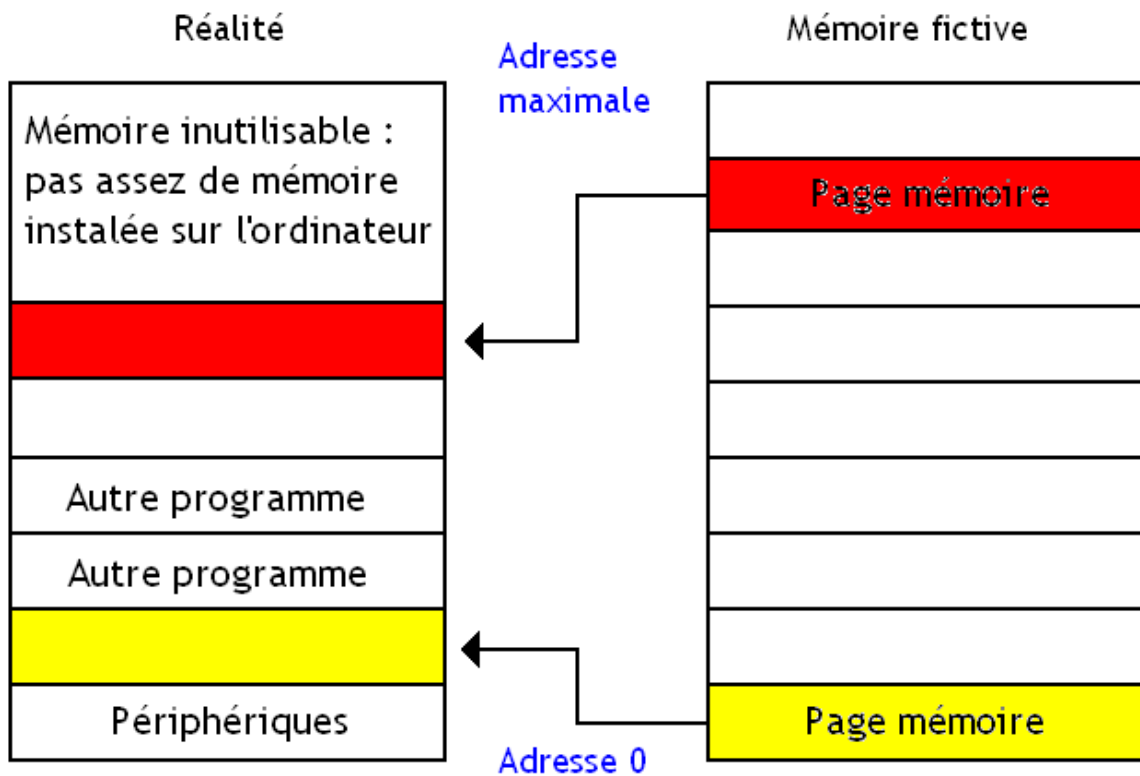 Réalité
Adresse
maximale
Mémoire fictive
Mémoire inutilisable :
pas assez de mémoire
instalée sur l'ordinateur
Page mémoire
Autre programme
Autre programme
Périphériques
Adresse 0
Page mémoire